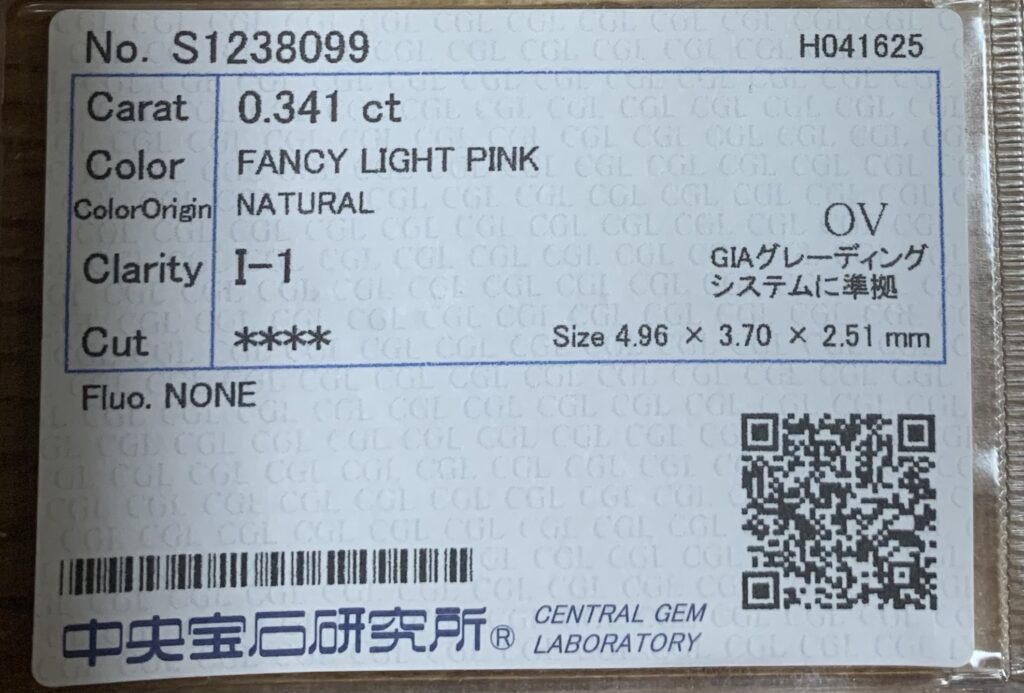 No. S1238099
H041625
Carat 0.341 ct
Color FANCY LIGHT PINK
ColorOrigin NATURAL
OV
Clarity I-1
GIAグレーディング
システムに準拠
Cut ****
Size 4.96 × 3.70 × 2.51 mm
Fluo. NONE
中央宝石研究所®
CENTRAL GEM
LABORATORY